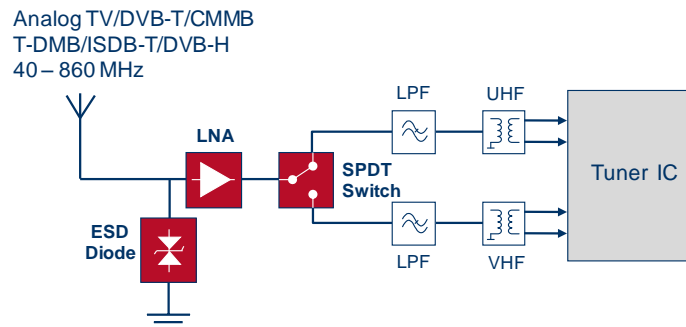 Analog TV/DVB-T/CMMB
T-DMB/ISDB-T/DVB-H
40 – 860 MHz
LPF
UHF
LNA
SPDT
Switch
Tuner IC
ESD
Diode
LPF
VHF